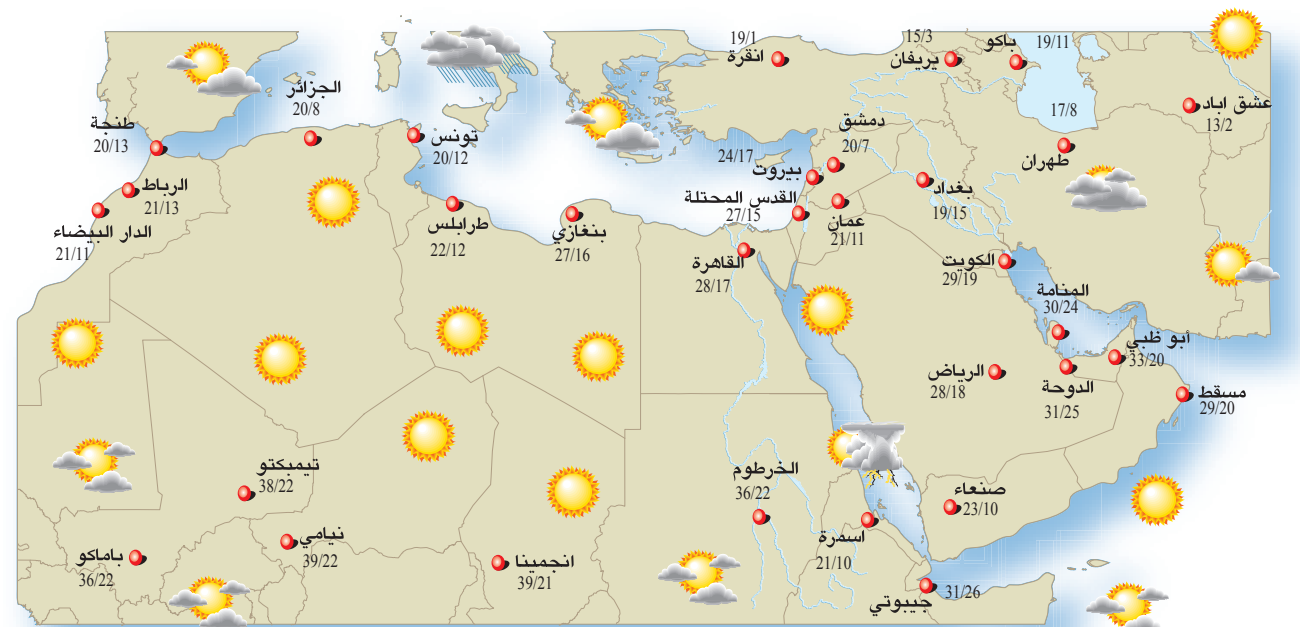 19/1
انقرة
15/3
يريفان
باكو
19/11
عشق اباد
13/2
17/8
طهران
دمشق
20/7
24/17
بيروت
بغداد
19/15
القدس المحتلة
27/15
عمان
21/11
الجزائر
20/8
طنجة
20/13
تونس
20/12
الرباط
21/13
الدار البيضاء
21/11
طرابلس
22/12
بنغازي
27/16
القاهرة
28/17
الكويت
29/19
المنامة
30/24
أبو ظبي
33/20
الدوحة
31/25
الرياض
28/18
مسقط
29/20
صنعاء
23/10
الخرطوم
36/22
اسمرة
21/10
جيبوتي
31/26
تيمبكتو
38/22
نيامي
39/22
باماكو
36/22
انجمينا
39/21